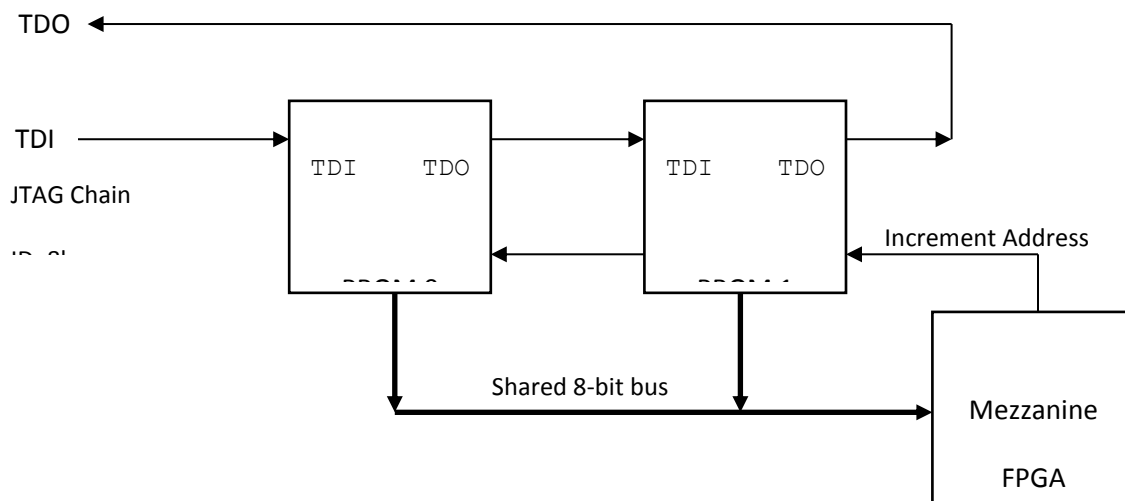 TDO
TDI
TDI TDO
TDI TDO
JTAG Chain
Increment Address
Shared 8-bit bus
Mezzanine
FPGA